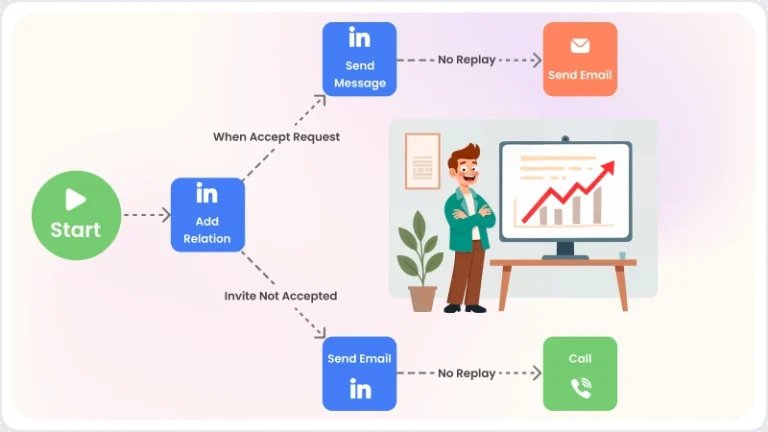 in
Send
Message
No Replay
Send Email
When Accept Request
Start
in
Add
Relation
Invite Not Accepted
Send Email
in
No Replay
Call